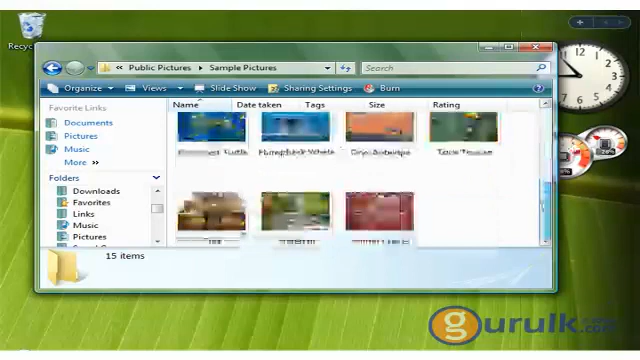 Recyc
Public Pictures
Sample Pictures
Search
Organize
Views
Slide Show
Sharing Settings
Burn
Favorite Links
Name
Date taken
Tags
Size
Rating
Documents
Pictures
Music
More
Folders
Downloads
Favorites
Links
Music
Pictures
15 items
gurulk